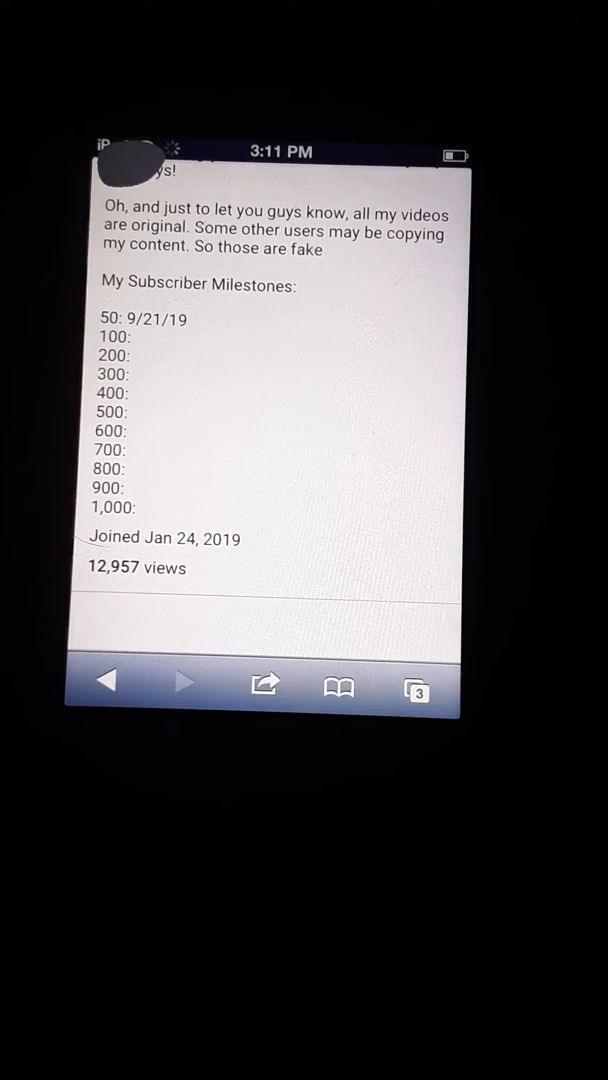 iP
3:11 PM
ys!
Oh, and just to let you guys know, all my videos
are original. Some other users may be copying
my content. So those are fake
My Subscriber Milestones:
50: 9/21/19
100:
200:
300:
400:
500:
600:
700:
800:
900:
1,000:
Joined Jan 24, 2019
12,957 views
3